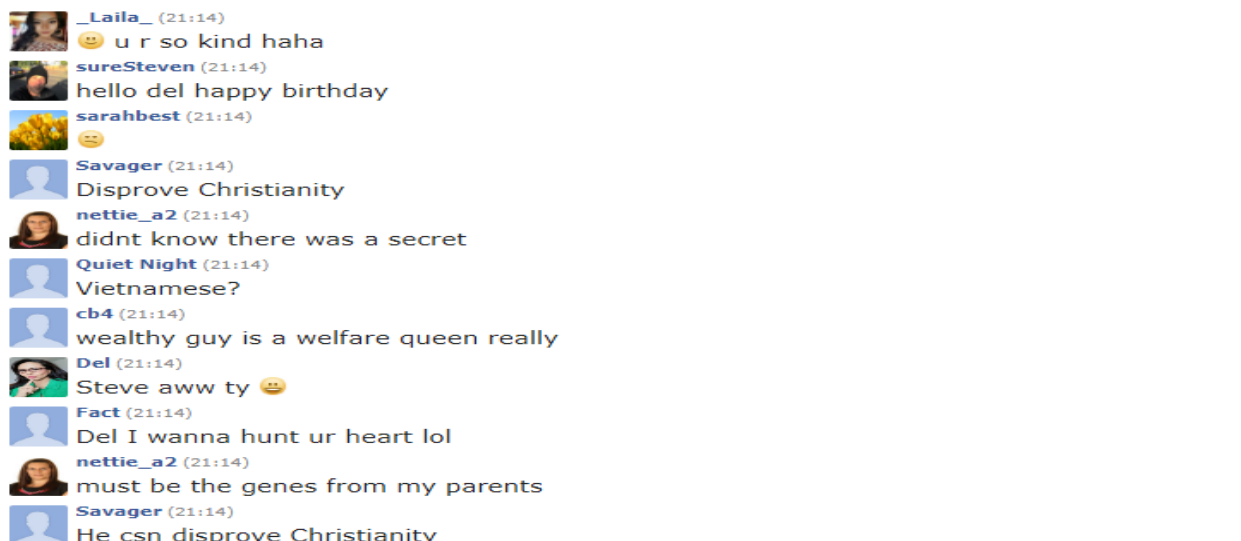 _Laila_ (21:14)
u r so kind haha
sureSteven (21:14)
hello del happy birthday
sarahbest (21:14)
Savager (21:14)
Disprove Christianity
nettie_a2 (21:14)
didnt know there was a secret
Quiet Night (21:14)
Vietnamese?
cb4 (21:14)
wealthy guy is a welfare queen really
Del (21:14)
Steve aww ty
Fact (21:14)
Del I wanna hunt ur heart lol
nettie_a2 (21:14)
must be the genes from my parents
Savager (21:14)
He csn disprove Christianity